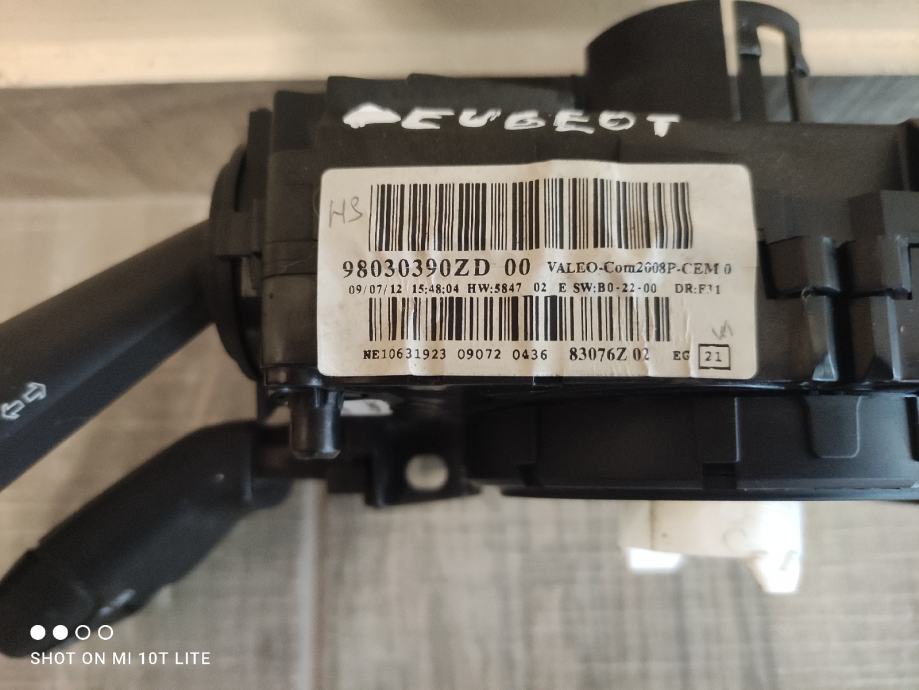 PEUGEOT
HS
98030390ZD 00 VALEO-Com2008P-CEM 0
09/07/12 15:48:04 HW:5847 02 E SW:B0-22-00 DR:F11
NE10631923 09072 0436 83076Z 02 EG 21
SHOT ON MI 10T LITE